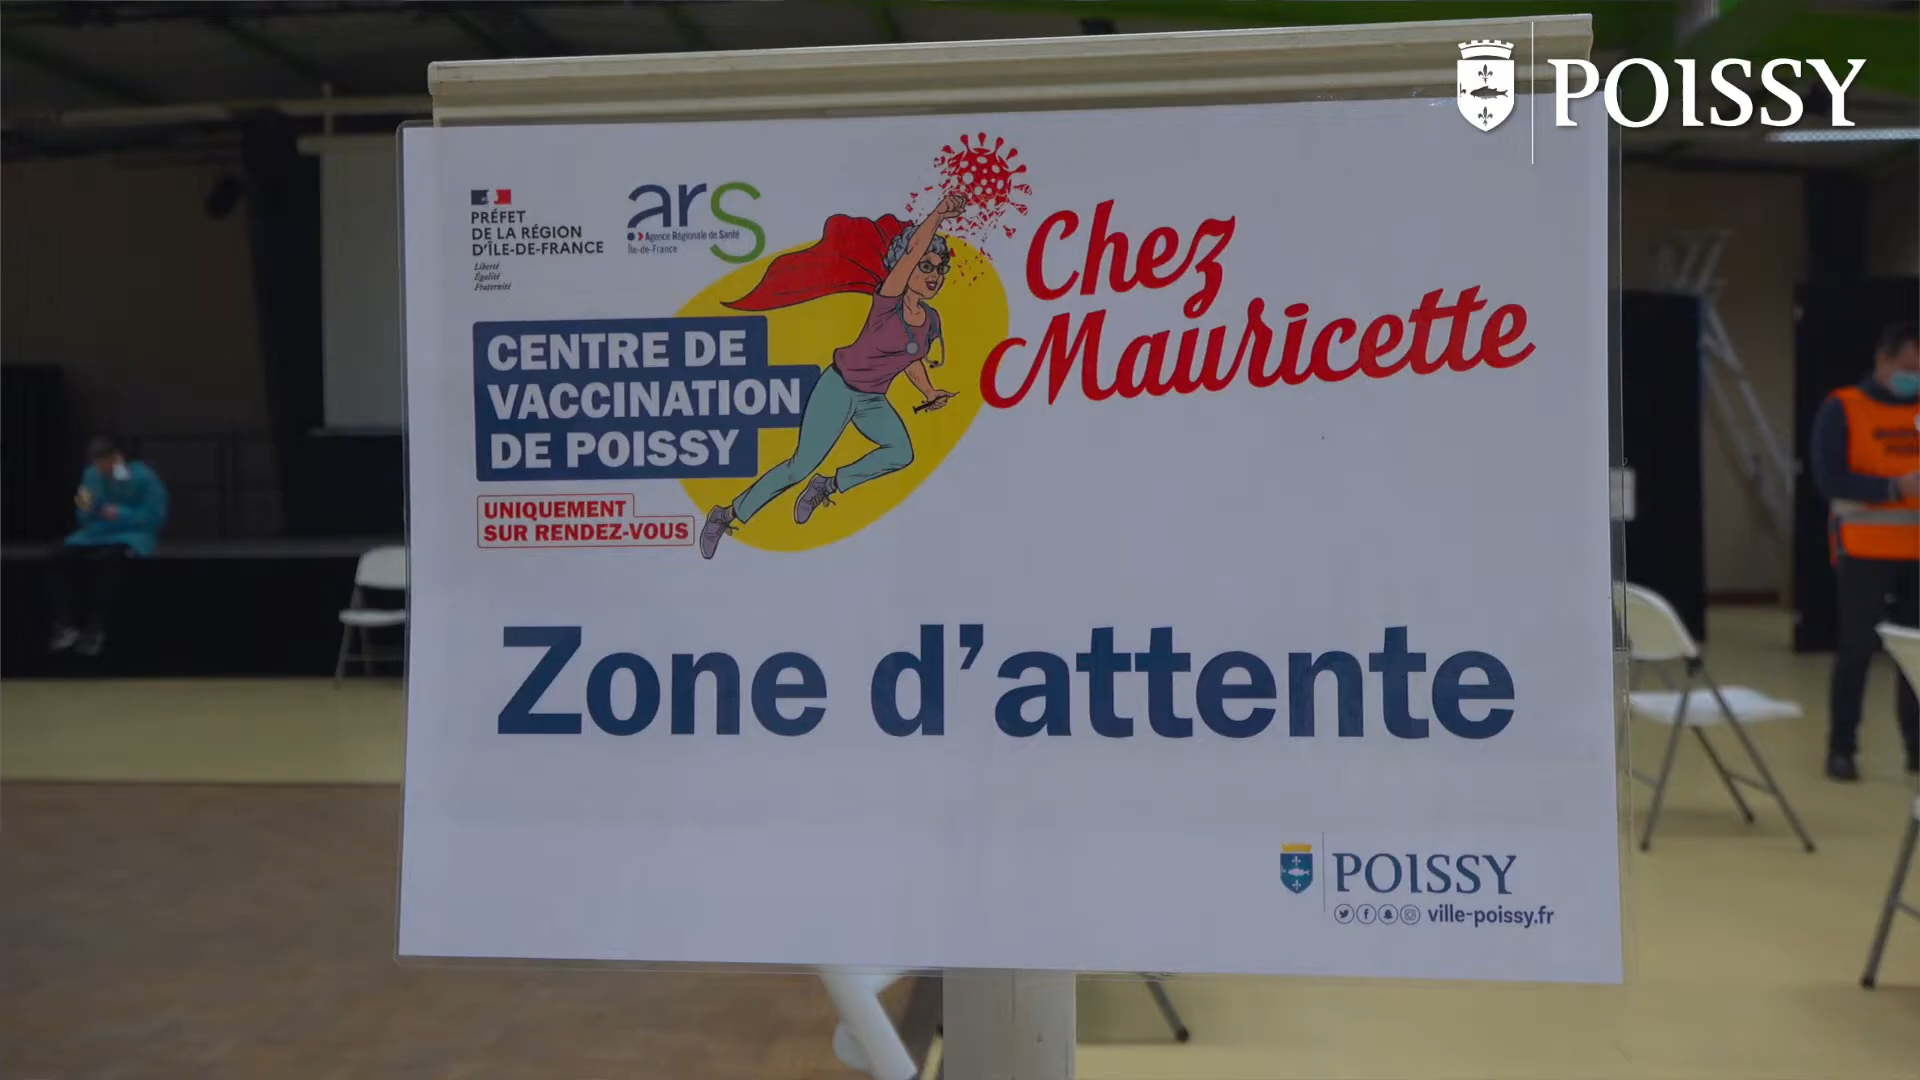 POISSY
PRÉFET
DE LA RÉGION
D'ÎLE-DE-FRANCE
Liberté
Égalité
Fraternité
ars
Agence Régionale de Santé
Île-de-France
Chez
Mauricette
CENTRE DE
VACCINATION
DE POISSY
UNIQUEMENT
SUR RENDEZ-VOUS
Zone d'attente
POISSY
ville-poissy.fr